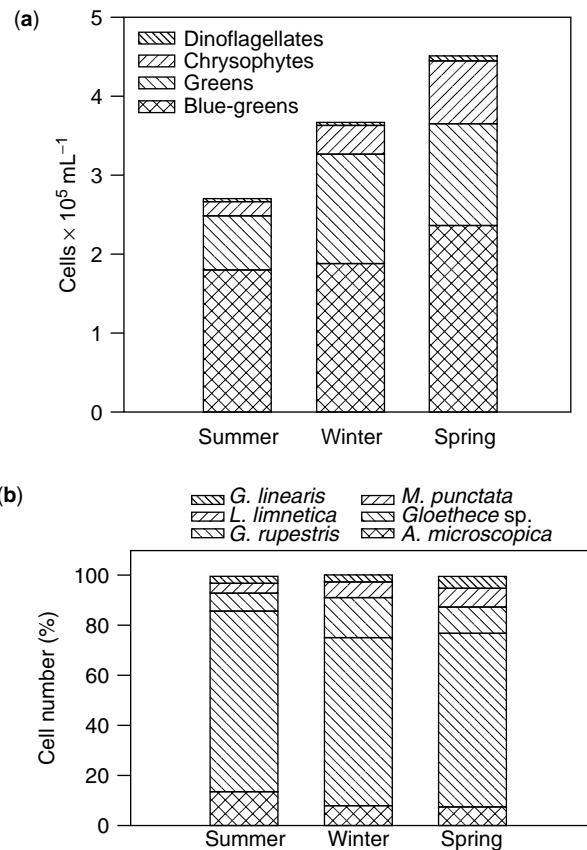 (a)
Dinoflagellates
Chrysophytes
Greens
Blue-greens
5
4
3
2
1
0
Cells × 10⁵ mL⁻¹
Summer Winter Spring
(b)
G. linearis M. punctata
L. limnetica Gloethece sp.
G. rupestris A. microscopica
100
80
60
40
20
0
Cell number (%)
Summer Winter Spring